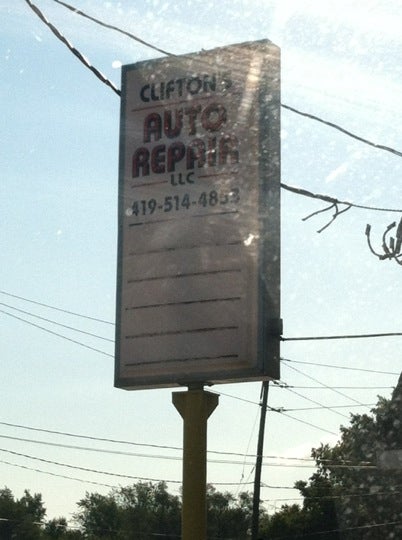 CLIFTON'S
AUTO
REPAIR
LLC
419-514-4853